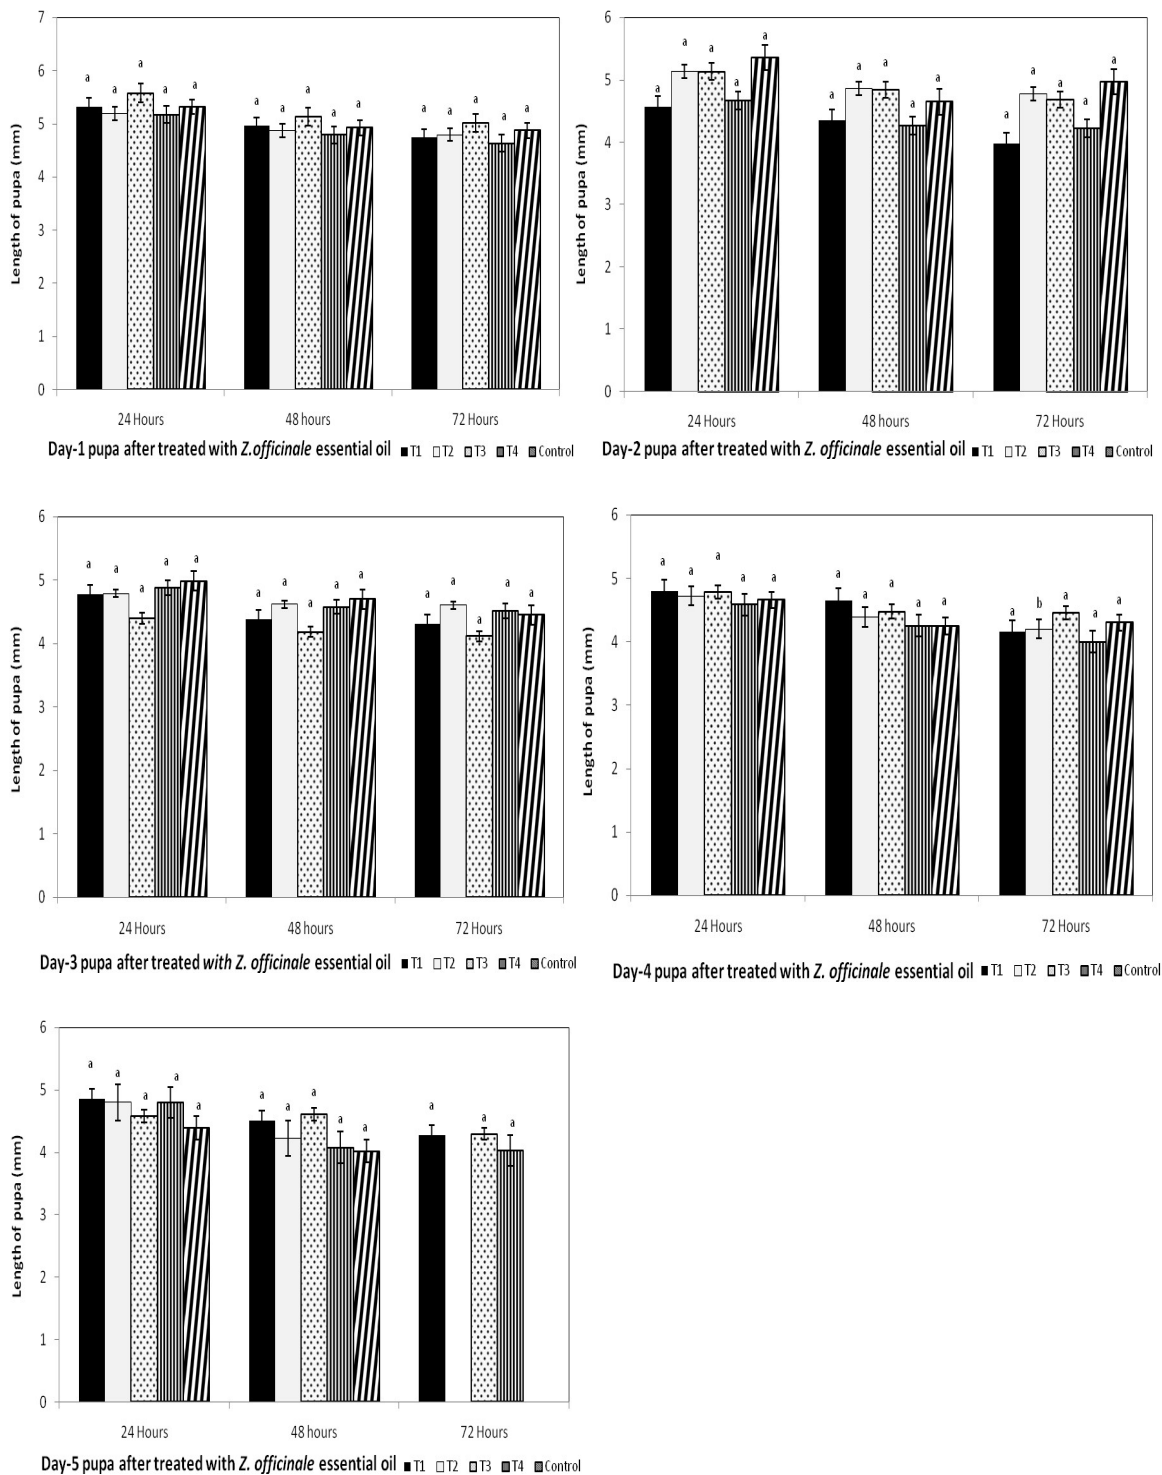 7
6
5
4
3
2
1
0
Length of pupa (mm)
a a a a a
a a a a a
a a a a a
24 Hours 48 hours 72 Hours
Day-1 pupa after treated with Z.officinale essential oil T1 T2 T3 T4 Control
6
5
4
3
2
1
0
Length of pupa (mm)
a a a a a
a a a a a
a a a a a
24 Hours 48 hours 72 Hours
Day-2 pupa after treated with Z. officinale essential oil T1 T2 T3 T4 Control
6
5
4
3
2
1
0
Length of pupa (mm)
a a a a a
a a a a a
a a a a a
24 Hours 48 hours 72 Hours
Day-3 pupa after treated with Z. officinale essential oil T1 T2 T3 T4 Control
6
5
4
3
2
1
0
Length of pupa (mm)
a a a a a
a a a a a
a b a a a
24 Hours 48 hours 72 Hours
Day-4 pupa after treated with Z. officinale essential oil T1 T2 T3 T4 Control
6
5
4
3
2
1
0
Length of pupa (mm)
a a a a a
a a a a a
a a a
24 Hours 48 hours 72 Hours
Day-5 pupa after treated with Z. officinale essential oil T1 T2 T3 T4 Control